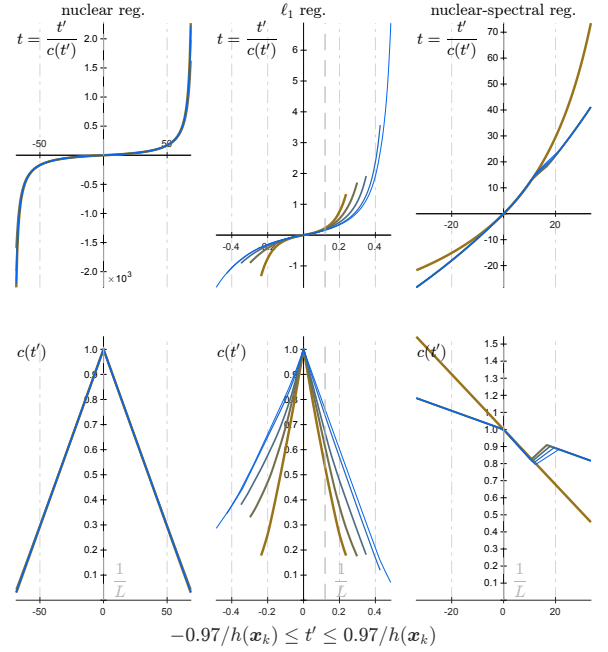 nuclear reg. ℓ₁ reg. nuclear-spectral reg.
t = t′/c(t′) t = t′/c(t′) t = t′/c(t′)
2.0 6 70
1.5 5 60
1.0 4 50
0.5 3 40
-50 50 2 30
-0.5 1 20
-1.0 -0.4 -0.2 0.2 0.4 10
-1.5 -1 -20 20
-2.0 -10
×10³ -20
c(t′) c(t′) c(t′)
1.0 1.0 1.5
0.9 0.9 1.4
0.8 0.8 1.3
0.7 0.7 1.2
0.6 0.6 1.1
0.5 0.5 1.0
0.4 0.4 0.9
0.3 0.3 0.8
0.2 0.2 0.7
0.1 0.1 0.6
0.5
0.4
0.3
0.2
0.1
1/L 1/L 1/L
-50 0 50 -0.4 -0.2 0 0.2 0.4 -20 0 20
−0.97/h(𝒙ₖ) ≤ t′ ≤ 0.97/h(𝒙ₖ)